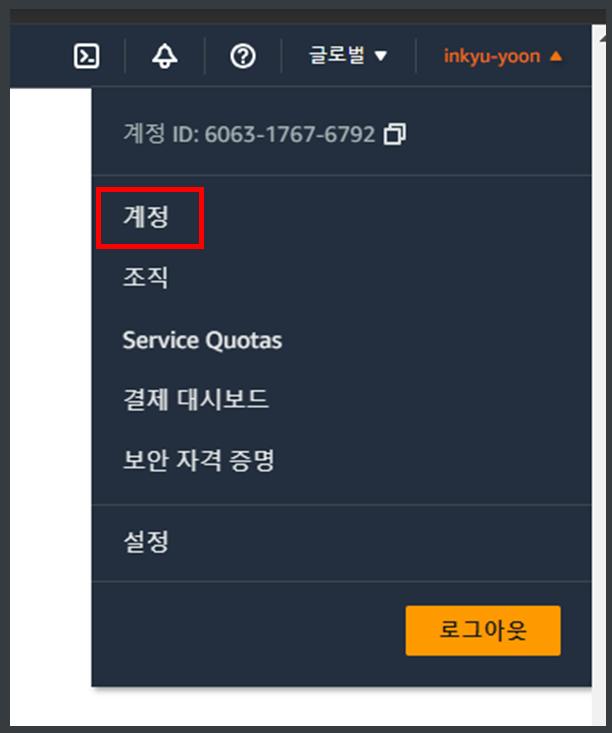 글로벌 ▼ inkyu-yoon ▲
계정 ID: 6063-1767-6792
계정
조직
Service Quotas
결제 대시보드
보안 자격 증명
설정
로그아웃